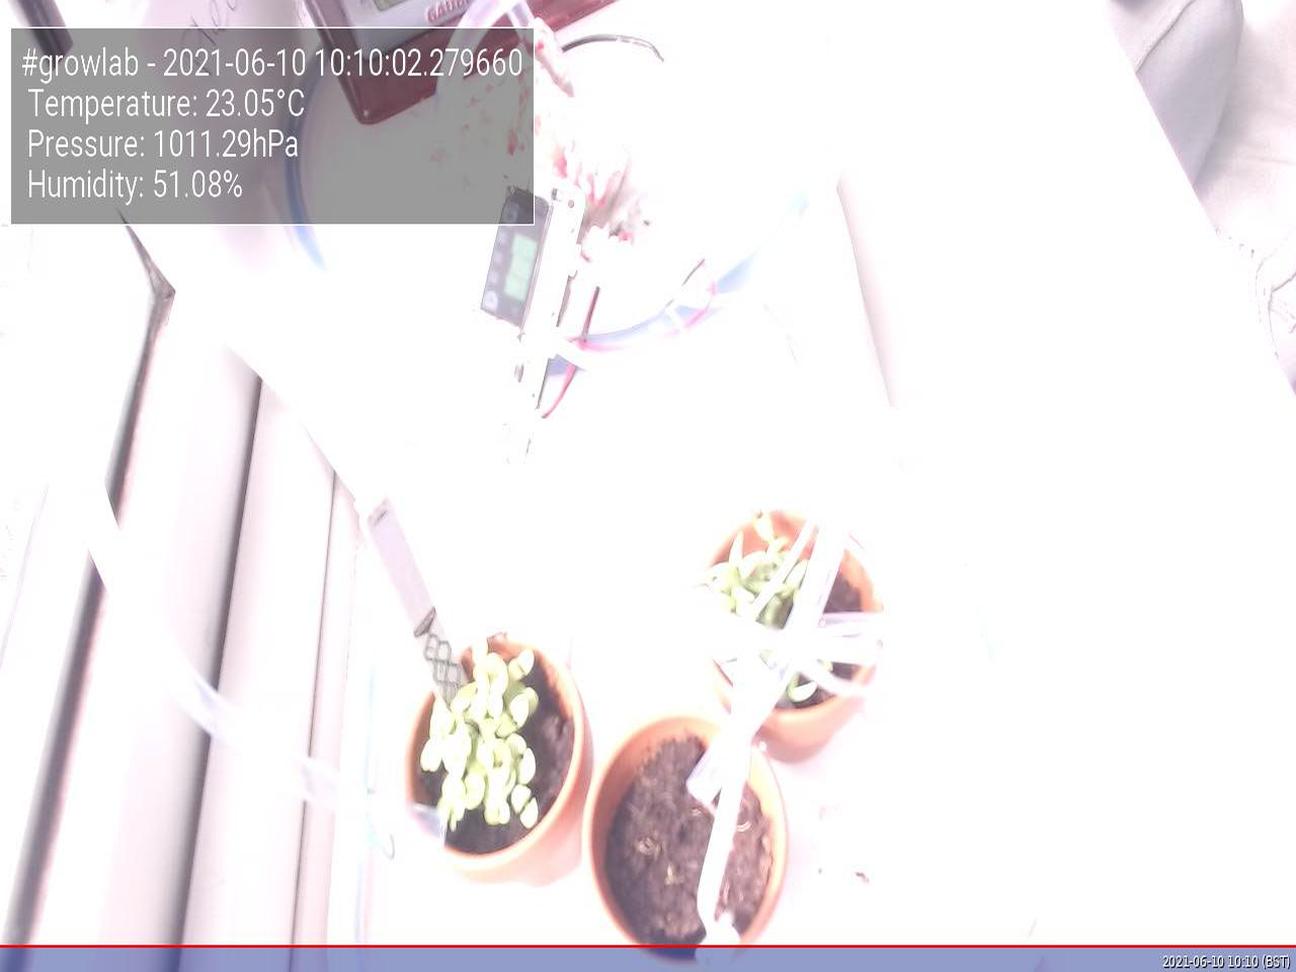 #growlab - 2021-06-10 10:10:02.279660
Temperature: 23.05°C
Pressure: 1011.29hPa
Humidity: 51.08%
2021-06-10 10:10 (BST)